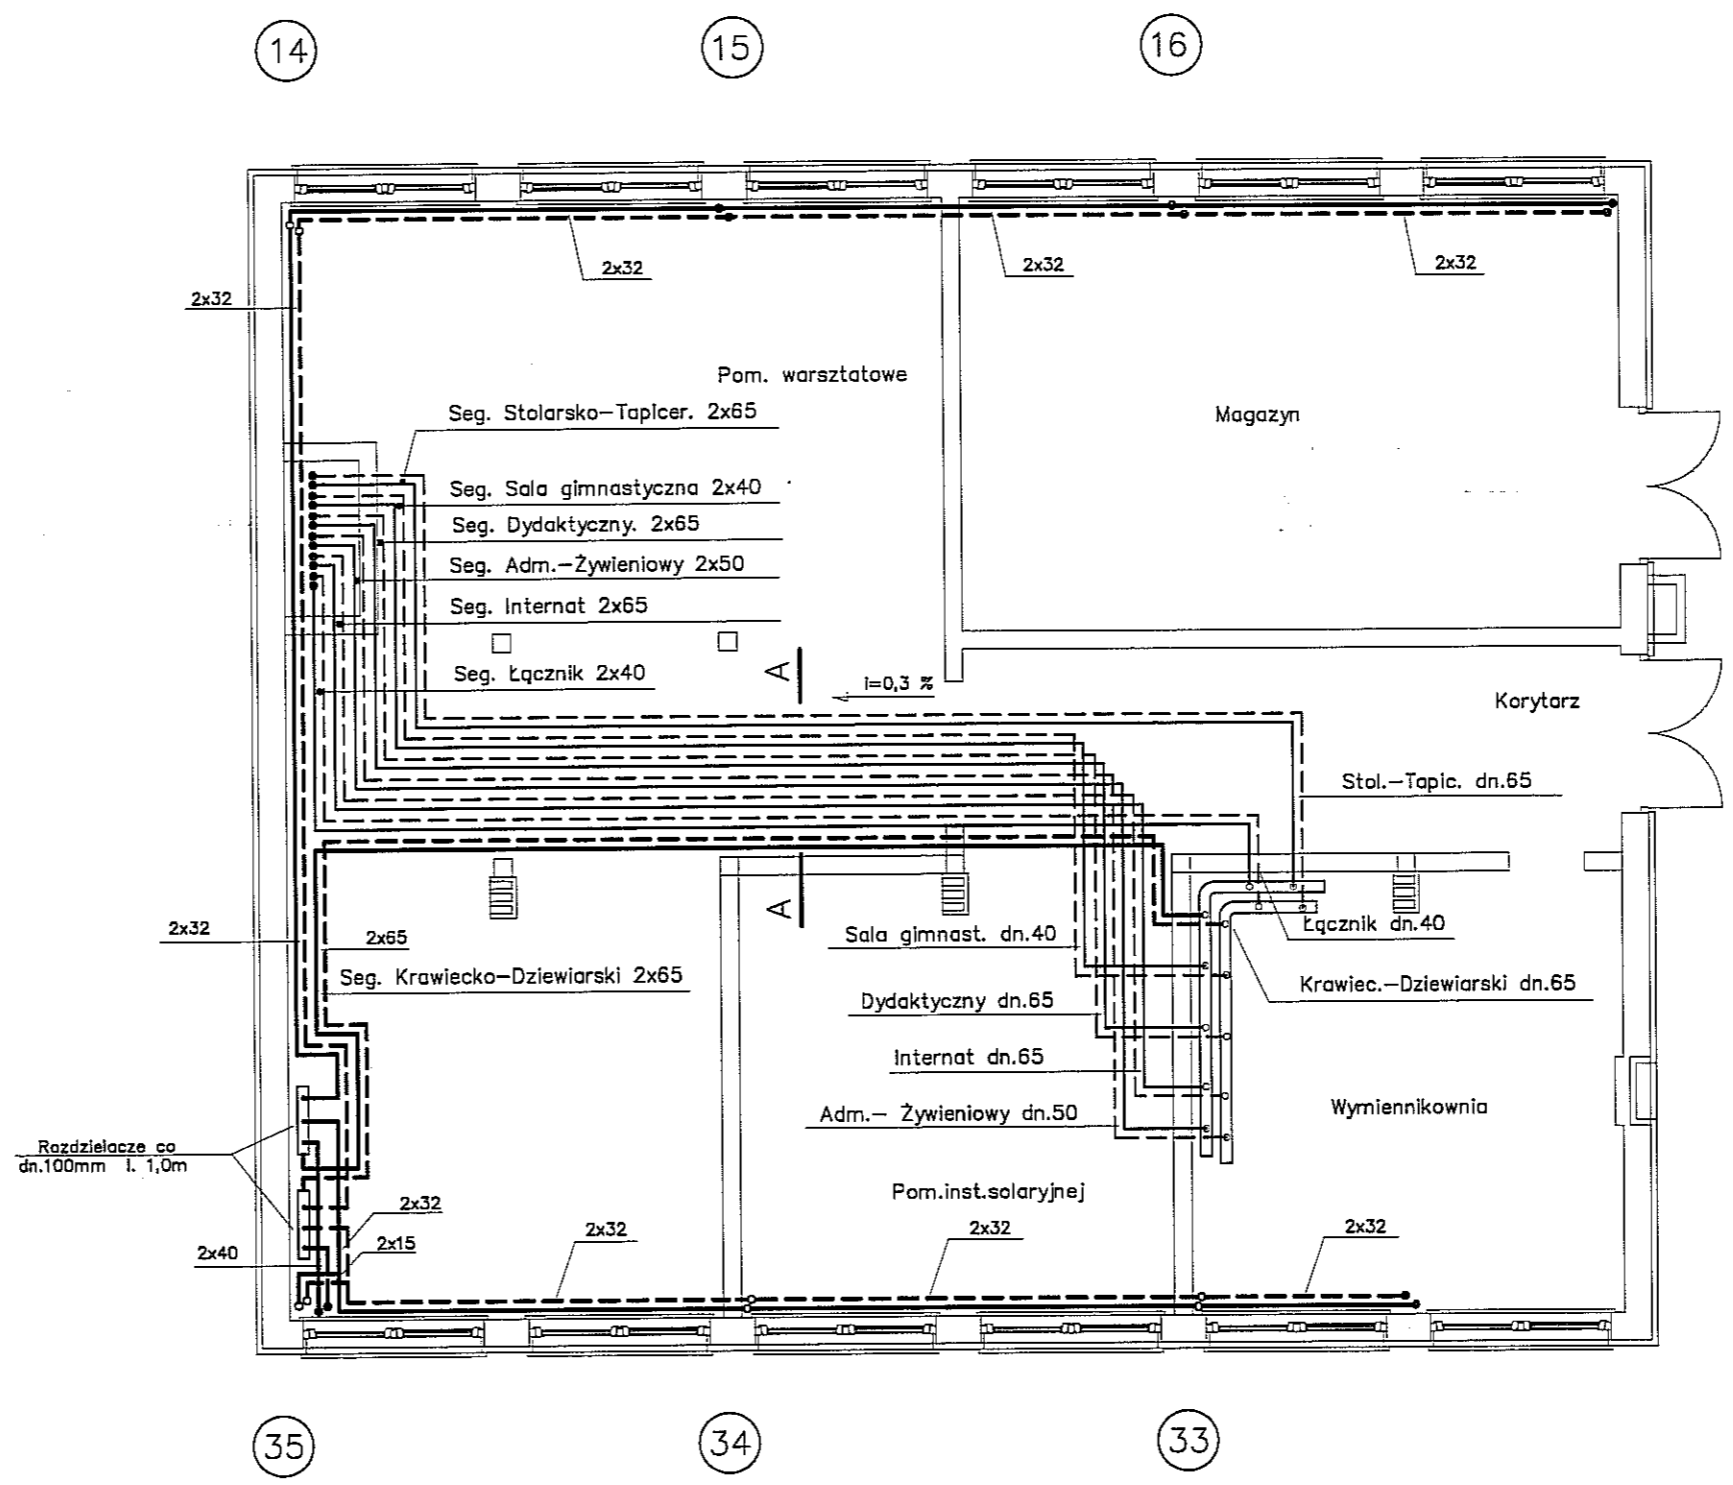 14
15
16
2x32
2x32
2x32
2x32
Pom. warsztatowe
Seg. Stolarsko-Tapicer. 2x65
Magazyn
Seg. Sala gimnastyczna 2x40
Seg. Dydaktyczny. 2x65
Seg. Adm.-Żywieniowy 2x50
Seg. Internat 2x65
Seg. Łącznik 2x40
A
i=0,3 %
Korytarz
Stol.-Tapic. dn.65
A
2x32
2x65
Sala gimnast. dn.40
Łącznik dn.40
Seg. Krawiecko-Dziewiarski 2x65
Krawiec.-Dziewiarski dn.65
Dydaktyczny dn.65
Internat dn.65
Adm.- Żywieniowy dn.50
Wymiennikownia
Rozdzielacze co
dn.100mm l. 1,0m
Pom.inst.solaryjnej
2x32
2x32
2x32
2x32
2x15
2x40
35
34
33